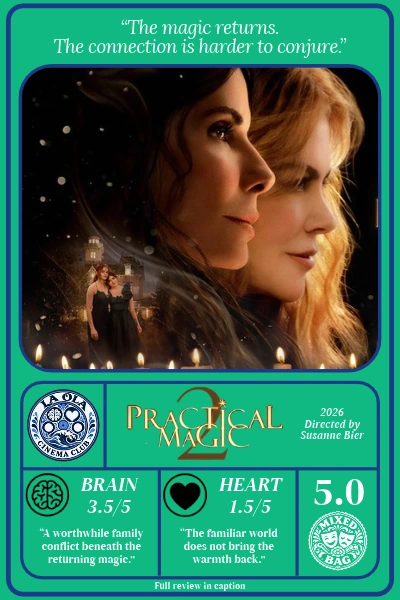 “The magic returns.
The connection is harder to conjure.”
LA OLA
CINEMA CLUB
PRACTICAL
MAGIC
2
2026
Directed by
Susanne Bier
BRAIN
3.5/5
“A worthwhile family
conflict beneath the
returning magic.”
HEART
1.5/5
“The familiar world
does not bring the
warmth back.”
5.0
MIXED
BAG
Full review in caption